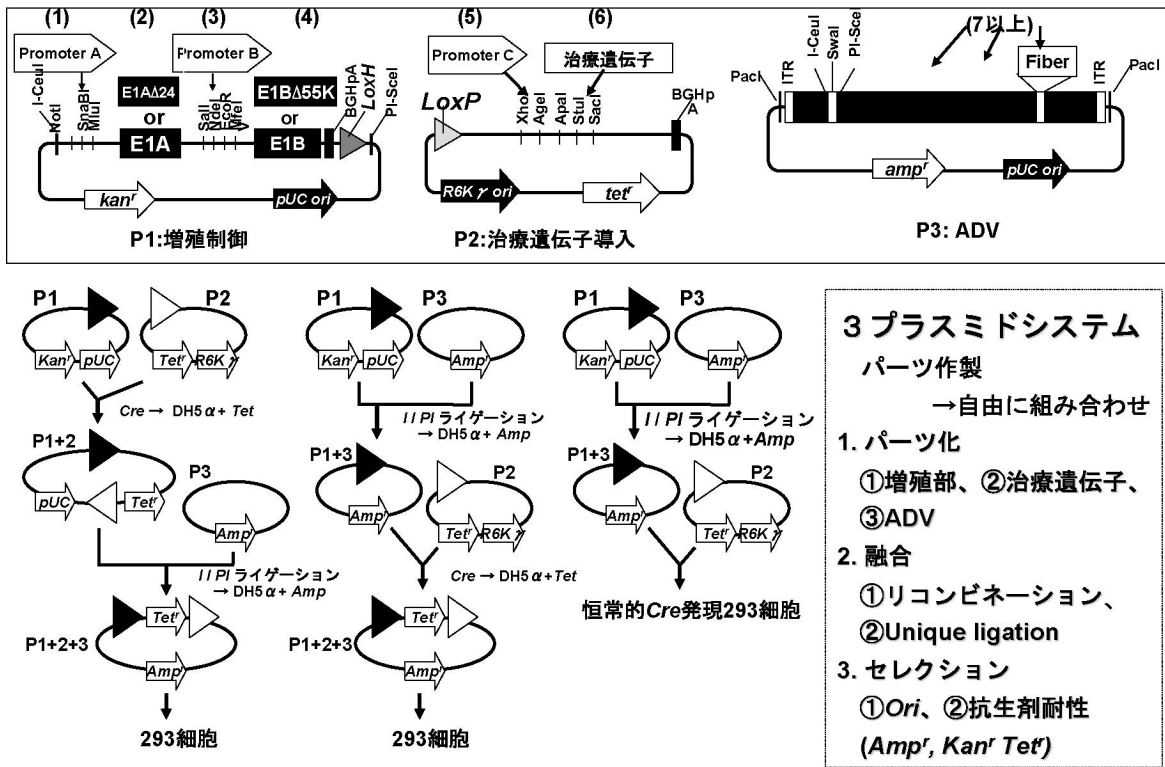 (1) (2) (3) (4) (5) (6) (7以上)
Promoter A
Promoter B
Promoter C
治療遺伝子
Fiber
I-CeuI
NotI
SnaBI
MluI
E1AΔ24
or
E1A
SalI
NdeI
EcoR
MfeI
V
E1BΔ55K
or
E1B
BGHpA
LoxH
PI-SceI
kanʳ
pUC ori
P1:増殖制御
LoxP
XhoI
AgeI
ApaI
StuI
SacI
BGHp
A
R6K γ ori
tetʳ
P2:治療遺伝子導入
PacI
ITR
I-CeuI
SwaI
PI-SceI
ITR
PacI
ampʳ
pUC ori
P3: ADV
P1
P2
Kanʳ
pUC
Tetʳ
R6K γ
Cre → DH5α+ Tet
P1+2
pUC
Tetʳ
P3
Ampʳ
I / PI ライゲーション
→ DH5α+ Amp
P1+2+3
Tetʳ
Ampʳ
293細胞
P1
P3
Kanʳ
pUC
Ampʳ
I / PI ライゲーション
→ DH5α+ Amp
P1+3
Ampʳ
P2
Tetʳ
R6K γ
Cre → DH5α+Tet
P1+2+3
Tetʳ
Ampʳ
293細胞
P1
P3
Kanʳ
pUC
Ampʳ
I / PI ライゲーション
→ DH5α+Amp
P1+3
Ampʳ
P2
Tetʳ
R6K γ
恒常的Cre発現293細胞
3プラスミドシステム
パーツ作製
→自由に組み合わせ
1. パーツ化
①増殖部、②治療遺伝子、
③ADV
2. 融合
①リコンビネーション、
②Unique ligation
3. セレクション
①Ori、②抗生剤耐性
(Ampʳ, Kanʳ Tetʳ)